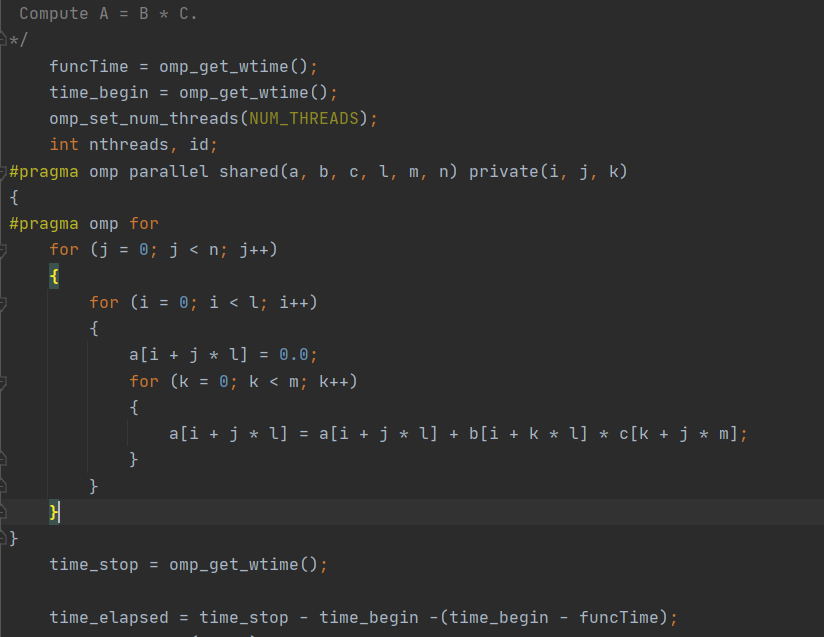 Compute A = B * C.
*/
    funcTime = omp_get_wtime();
    time_begin = omp_get_wtime();
    omp_set_num_threads(NUM_THREADS);
    int nthreads, id;
#pragma omp parallel shared(a, b, c, l, m, n) private(i, j, k)
{
#pragma omp for
    for (j = 0; j < n; j++)
    {
        for (i = 0; i < l; i++)
        {
            a[i + j * l] = 0.0;
            for (k = 0; k < m; k++)
            {
                a[i + j * l] = a[i + j * l] + b[i + k * l] * c[k + j * m];
            }
        }
    }
}
    time_stop = omp_get_wtime();
    time_elapsed = time_stop - time_begin -(time_begin - funcTime);